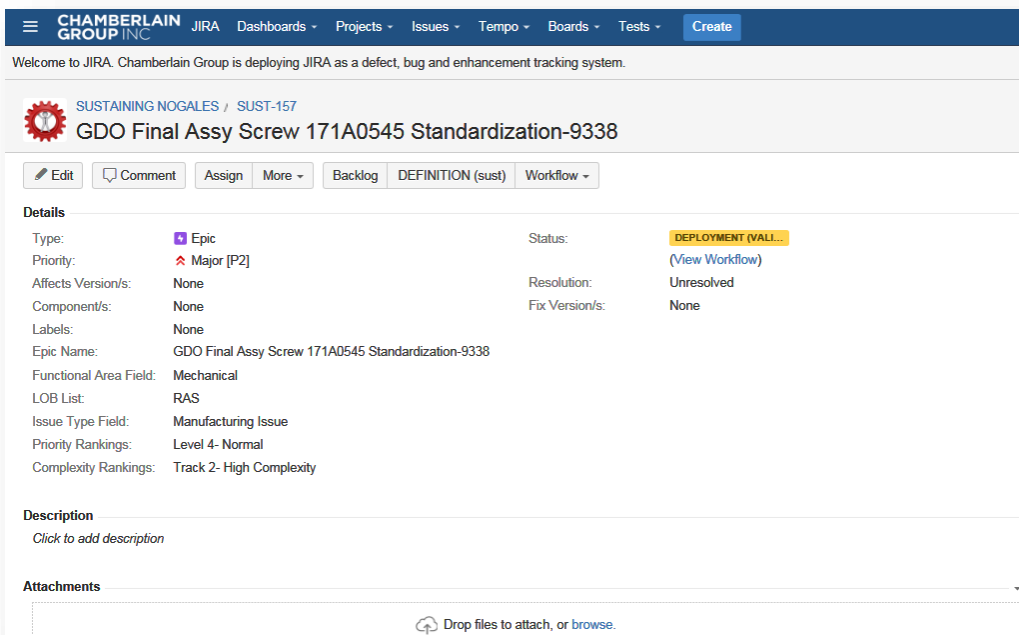 CHAMBERLAIN GROUP INC JIRA Dashboards Projects Issues Tempo Boards Tests Create
Welcome to JIRA. Chamberlain Group is deploying JIRA as a defect, bug and enhancement tracking system.
SUSTAINING NOGALES / SUST-157
GDO Final Assy Screw 171A0545 Standardization-9338
Edit Comment Assign More Backlog DEFINITION (sust) Workflow
Details
Type: Epic Status: DEPLOYMENT (VALI...
Priority: Major [P2] (View Workflow)
Affects Version/s: None Resolution: Unresolved
Component/s: None Fix Version/s: None
Labels: None
Epic Name: GDO Final Assy Screw 171A0545 Standardization-9338
Functional Area Field: Mechanical
LOB List: RAS
Issue Type Field: Manufacturing Issue
Priority Rankings: Level 4- Normal
Complexity Rankings: Track 2- High Complexity
Description
Click to add description
Attachments
Drop files to attach, or browse.